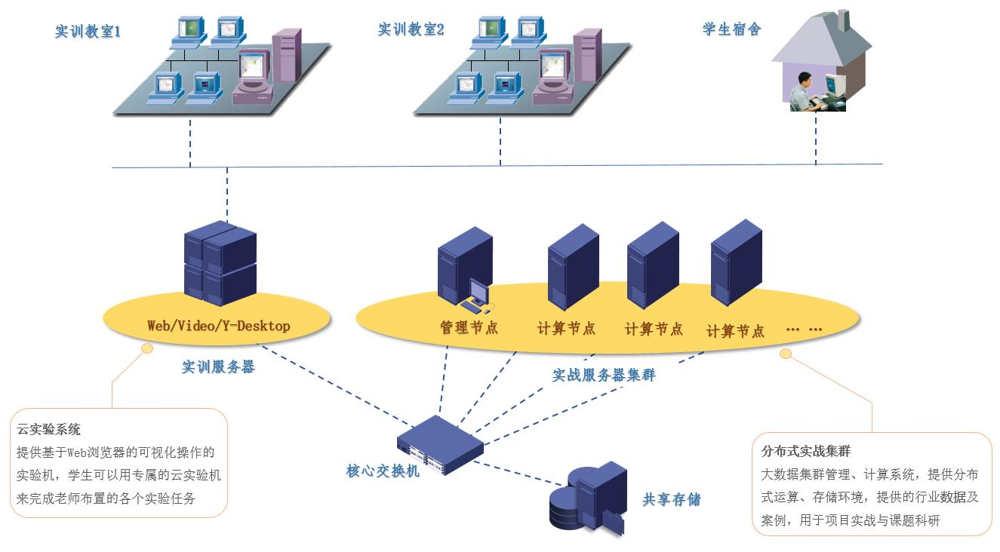 实训教室1
实训教室2
学生宿舍
Web/Video/Y-Desktop
管理节点
计算节点
计算节点
计算节点
... ...
实训服务器
实战服务器集群
云实验系统
提供基于Web浏览器的可视化操作的
实验机，学生可以用专属的云实验机
来完成老师布置的各个实验任务
核心交换机
共享存储
分布式实战集群
大数据集群管理、计算系统，提供分布
式运算、存储环境，提供的行业数据及
案例，用于项目实战与课题科研